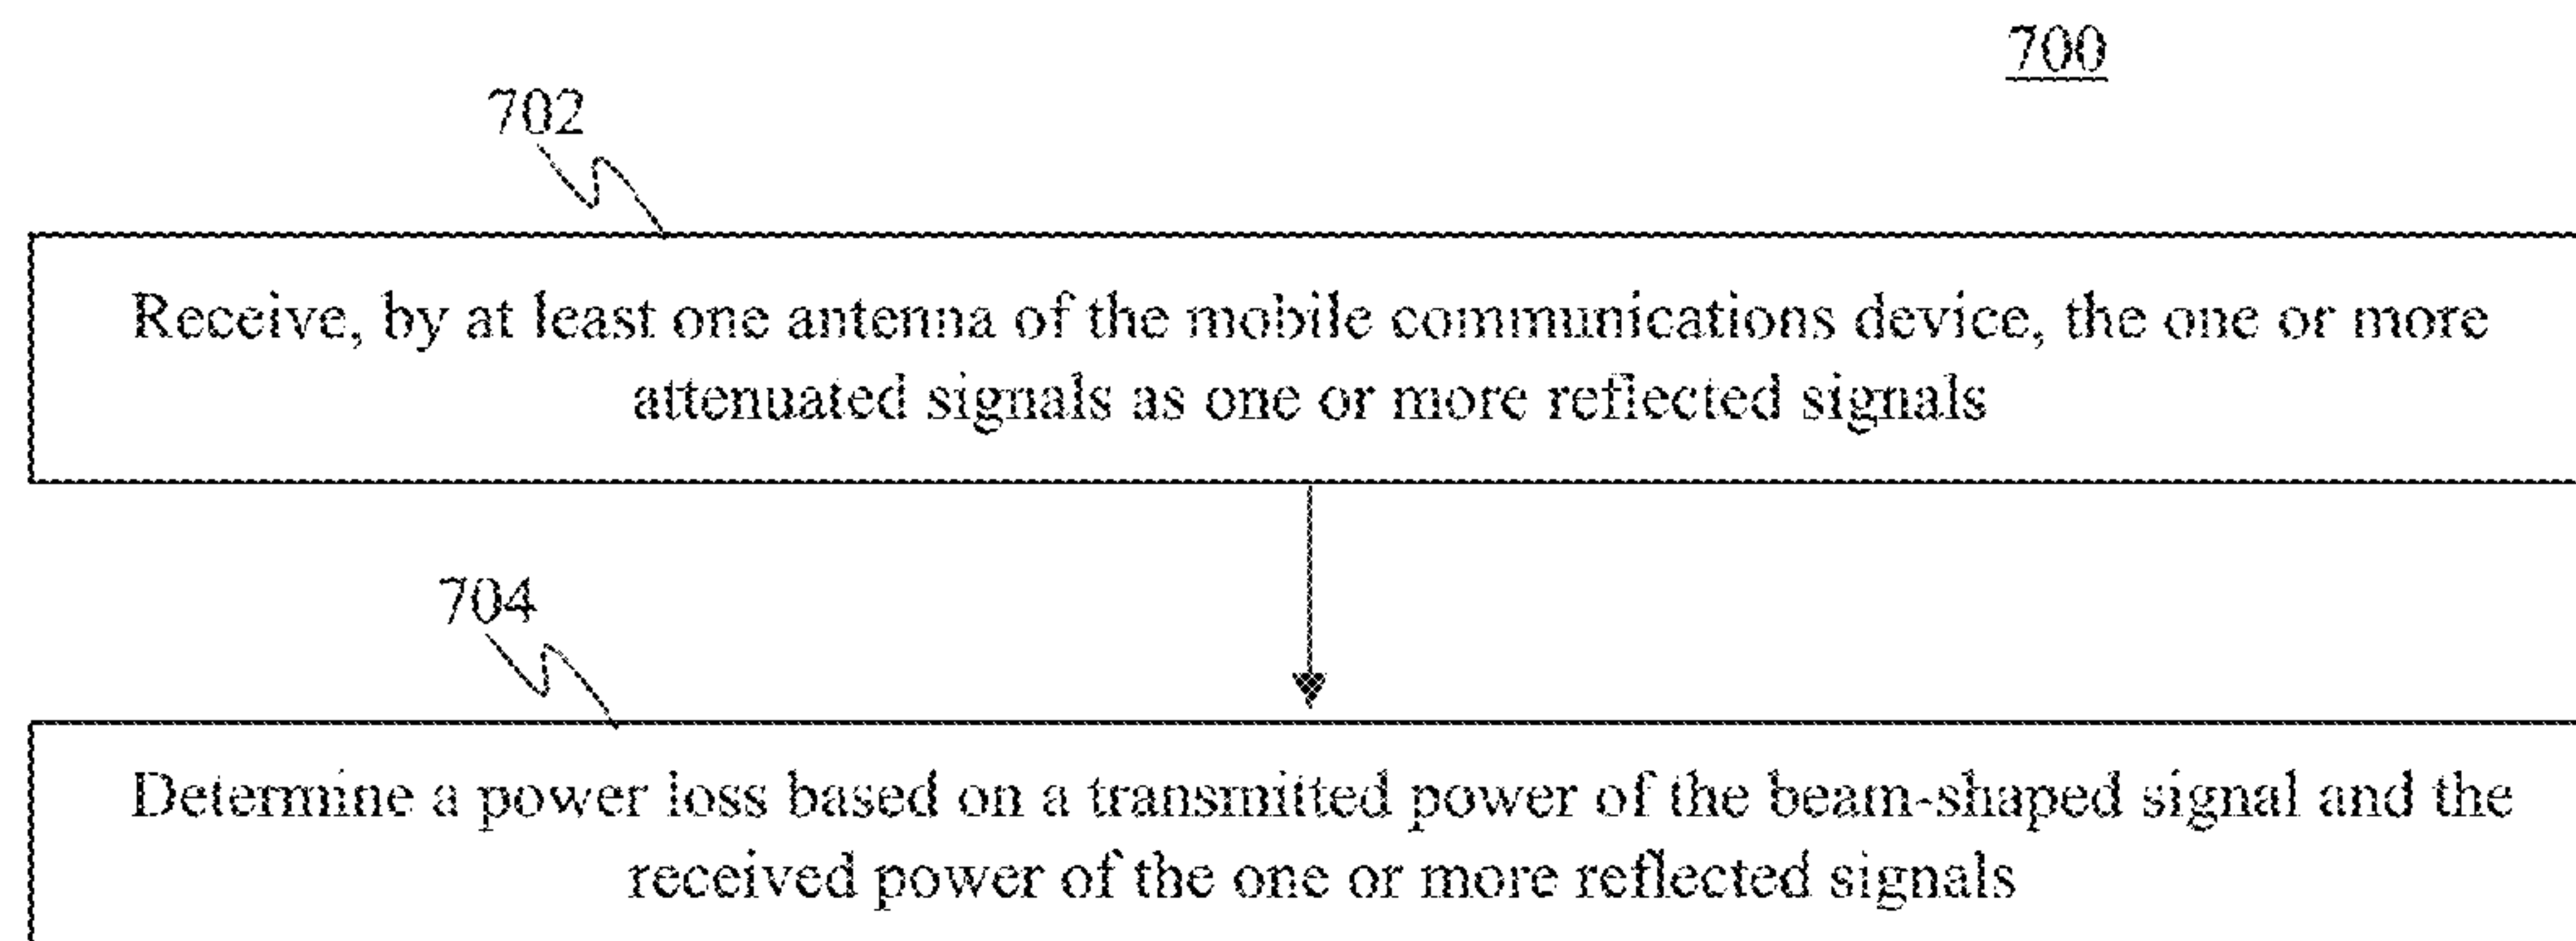 700
702
Receive, by at least one antenna of the mobile communications device, the one or more
attenuated signals as one or more reflected signals
704
Determine a power loss based on a transmitted power of the beam-shaped signal and the
received power of the one or more reflected signals